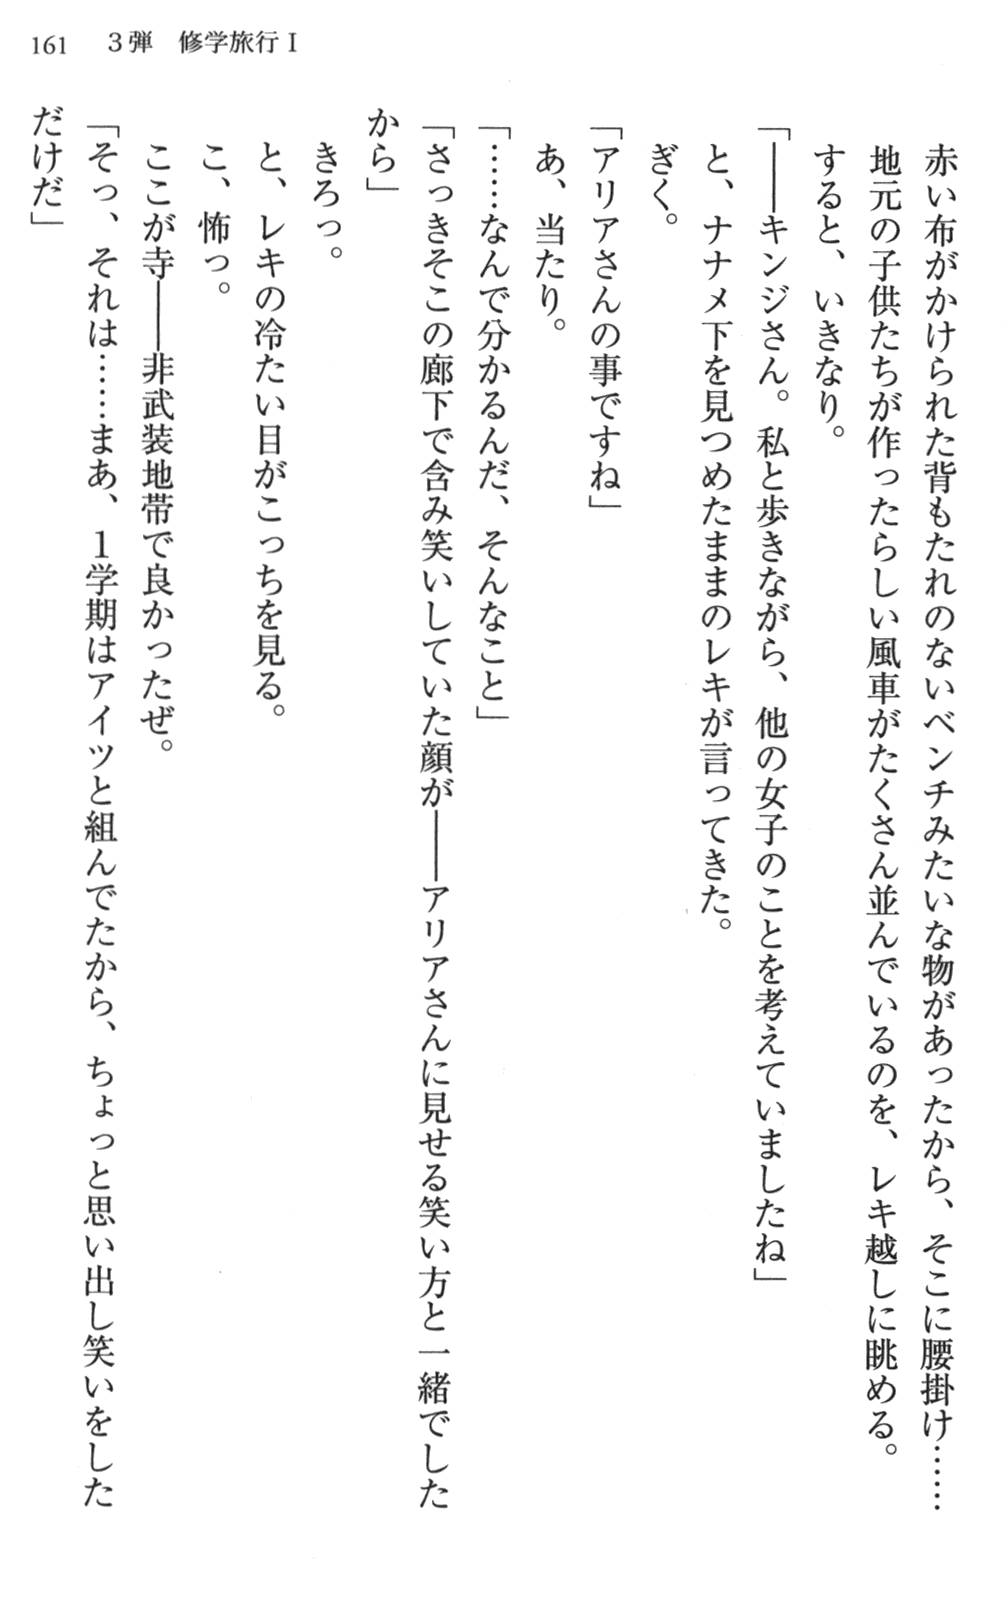 161　3弾　修学旅行Ⅰ
　赤い布がかけられた背もたれのないベンチみたいな物があったから、そこに腰掛け……
地元の子供たちが作ったらしい風車がたくさん並んでいるのを、レキ越しに眺める。
　すると、いきなり。
「――キンジさん。私と歩きながら、他の女子のことを考えていましたね」
　と、ナナメ下を見つめたままのレキが言ってきた。
　ぎく。
「アリアさんの事ですね」
　あ、当たり。
「……なんで分かるんだ、そんなこと」
「さっきそこの廊下で含み笑いしていた顔が――アリアさんに見せる笑い方と一緒でした
から」
　きろっ。
　と、レキの冷たい目がこっちを見る。
　こ、怖っ。
　ここが寺――非武装地帯で良かったぜ。
「そっ、それは……まあ、1学期はアイツと組んでたから、ちょっと思い出し笑いをした
だけだ」